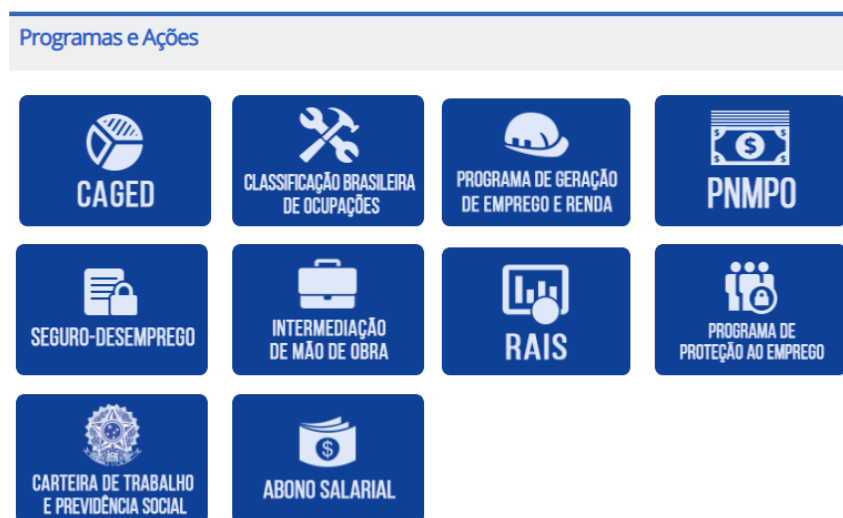 Programas e Ações
CAGED
CLASSIFICAÇÃO BRASILEIRA
DE OCUPAÇÕES
PROGRAMA DE GERAÇÃO
DE EMPREGO E RENDA
PNMPO
SEGURO-DESEMPREGO
INTERMEDIAÇÃO
DE MÃO DE OBRA
RAIS
PROGRAMA DE
PROTEÇÃO AO EMPREGO
CARTEIRA DE TRABALHO
E PREVIDÊNCIA SOCIAL
ABONO SALARIAL